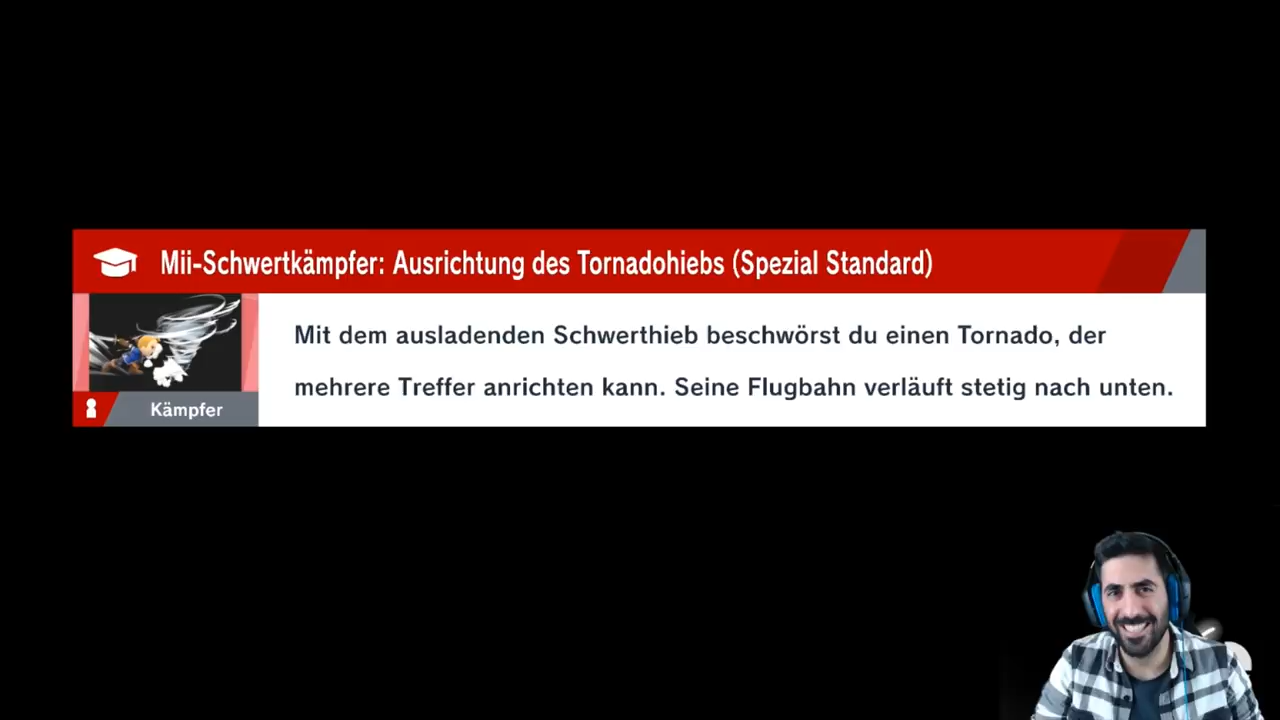 Mii-Schwertkämpfer: Ausrichtung des Tornadohiebs (Spezial Standard)
Mit dem ausladenden Schwerthieb beschwörst du einen Tornado, der
mehrere Treffer anrichten kann. Seine Flugbahn verläuft stetig nach unten.
Kämpfer